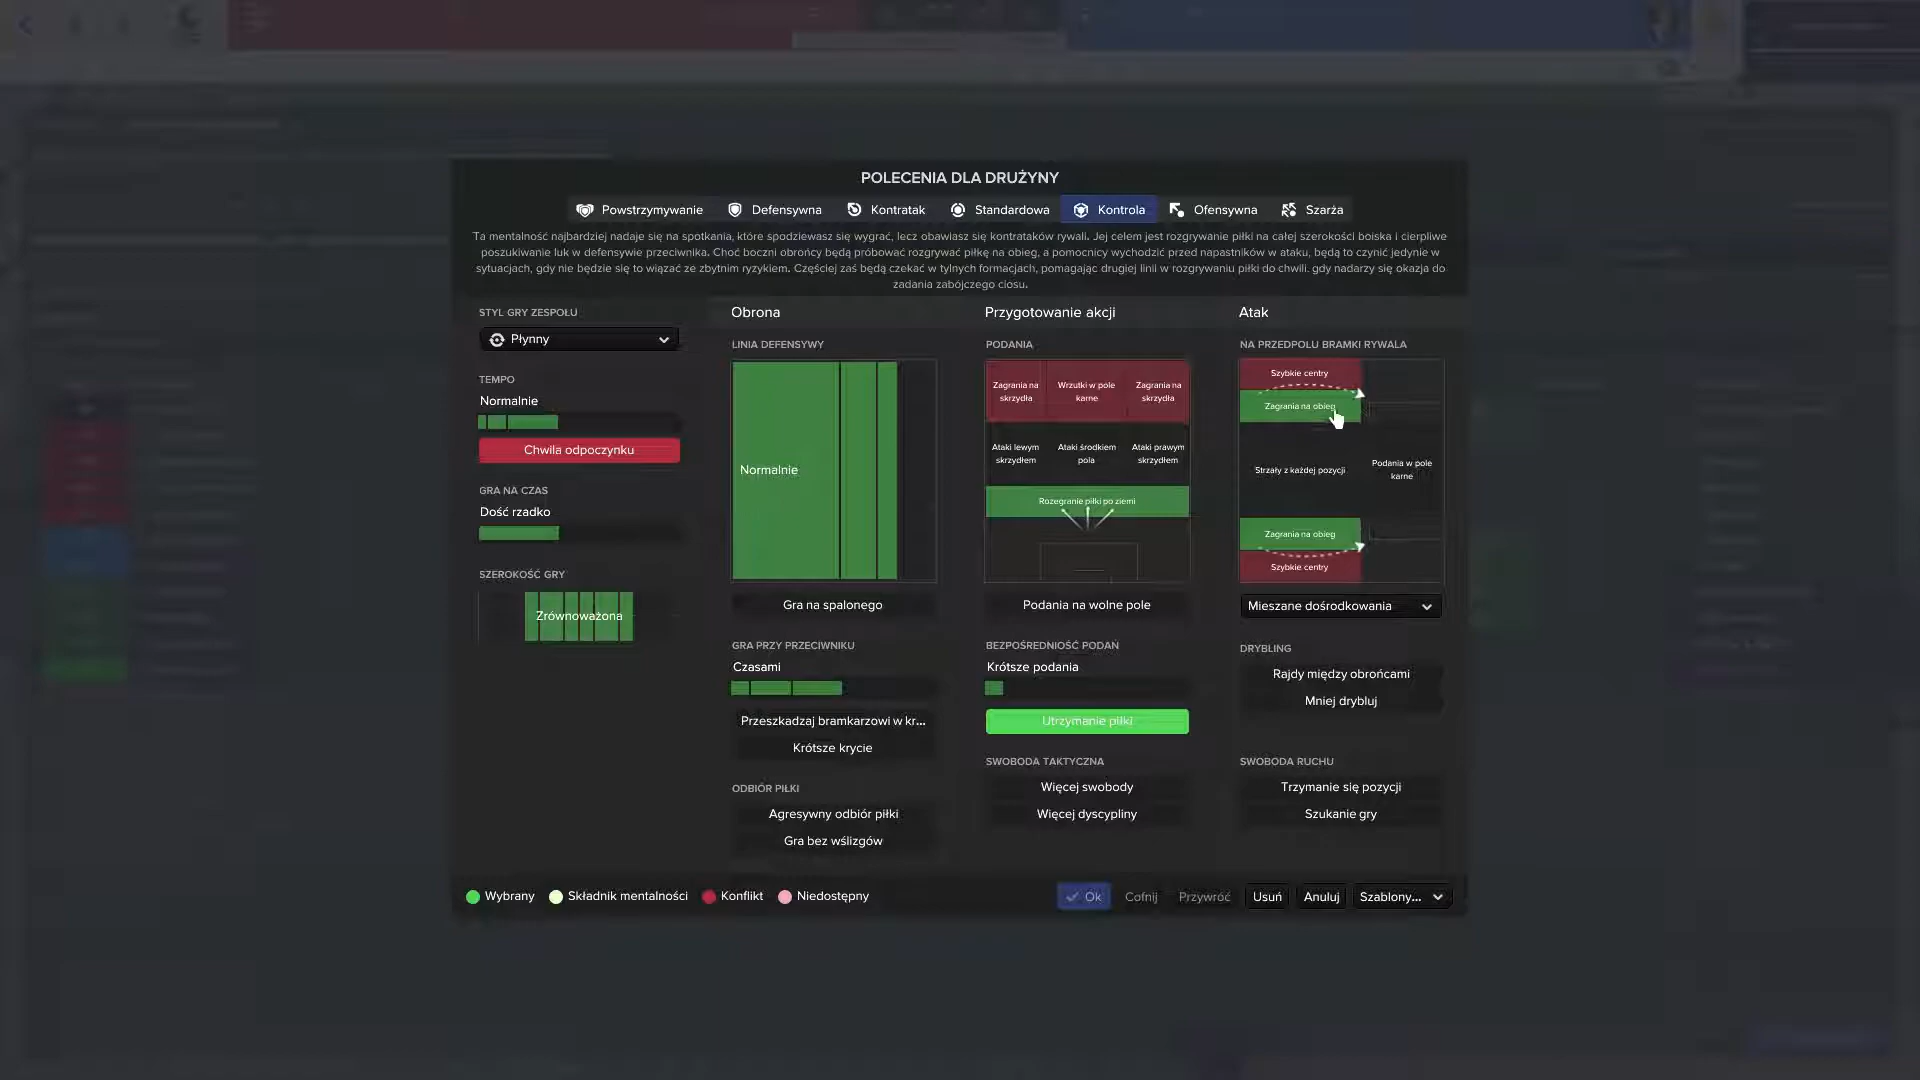 POLECENIA DLA DRUŻYNY
Powstrzymywanie Defensywna Kontratak Standardowa Kontrola Ofensywna Szarża
Ta mentalność najbardziej nadaje się na spotkania, które spodziewasz się wygrać, lecz obawiasz się kontrataków rywali. Jej celem jest rozgrywanie piłki na całej szerokości boiska i cierpliwe
poszukiwanie luk w defensywie przeciwnika. Choć boczni obrońcy będą próbować rozgrywać piłkę na obieg, a pomocnicy wychodzić przed napastników w ataku, będą to czynić jedynie w
sytuacjach, gdy nie będzie się to wiązać ze zbytnim ryzykiem. Częściej zaś będą czekać w tylnych formacjach, pomagając drugiej linii w rozgrywaniu piłki do chwili. gdy nadarzy się okazja do
zadania zabójczego ciosu.
STYL GRY ZESPOŁU
Płynny
TEMPO
Normalnie
Chwila odpoczynku
GRA NA CZAS
Dość rzadko
SZEROKOŚĆ GRY
Zrównoważona
Obrona
LINIA DEFENSYWY
Normalnie
Gra na spalonego
GRA PRZY PRZECIWNIKU
Czasami
Przeszkadzaj bramkarzowi w kr...
Krótsze krycie
ODBIÓR PIŁKI
Agresywny odbiór piłki
Gra bez wślizgów
Przygotowanie akcji
PODANIA
Zagrania na skrzydła
Wrzutki w pole karne
Zagrania na skrzydła
Ataki lewym skrzydłem
Ataki środkiem pola
Ataki prawym skrzydłem
Rozegranie piłki po ziemi
Podania na wolne pole
BEZPOŚREDNIOŚĆ PODAŃ
Krótsze podania
Utrzymanie piłki
SWOBODA TAKTYCZNA
Więcej swobody
Więcej dyscypliny
Atak
NA PRZEDPOLU BRAMKI RYWALA
Szybkie centry
Zagrania na obieg
Strzały z każdej pozycji
Podania w pole karne
Zagrania na obieg
Szybkie centry
Mieszane dośrodkowania
DRYBLING
Rajdy między obrońcami
Mniej drybluj
SWOBODA RUCHU
Trzymanie się pozycji
Szukanie gry
Wybrany Składnik mentalności Konflikt Niedostępny
Ok Cofnij Przywróć Usuń Anuluj Szablony...